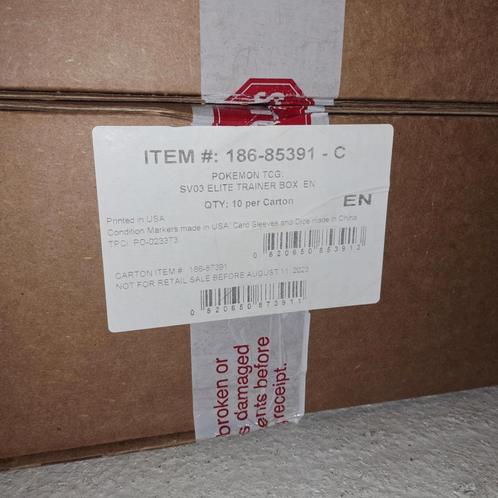 ITEM #: 186-85391 - C
POKEMON TCG:
SV03 ELITE TRAINER BOX EN
QTY: 10 per Carton
EN
Printed in USA
Condition Markers made in USA. Card Sleeves and Dice made in China
TPCi PO-023373
0 820650 853913
CARTON ITEM #: 186-87391
NOT FOR RETAIL SALE BEFORE AUGUST 11, 2023
0 820650 873911
broken or
s damaged
ents before
receipt.